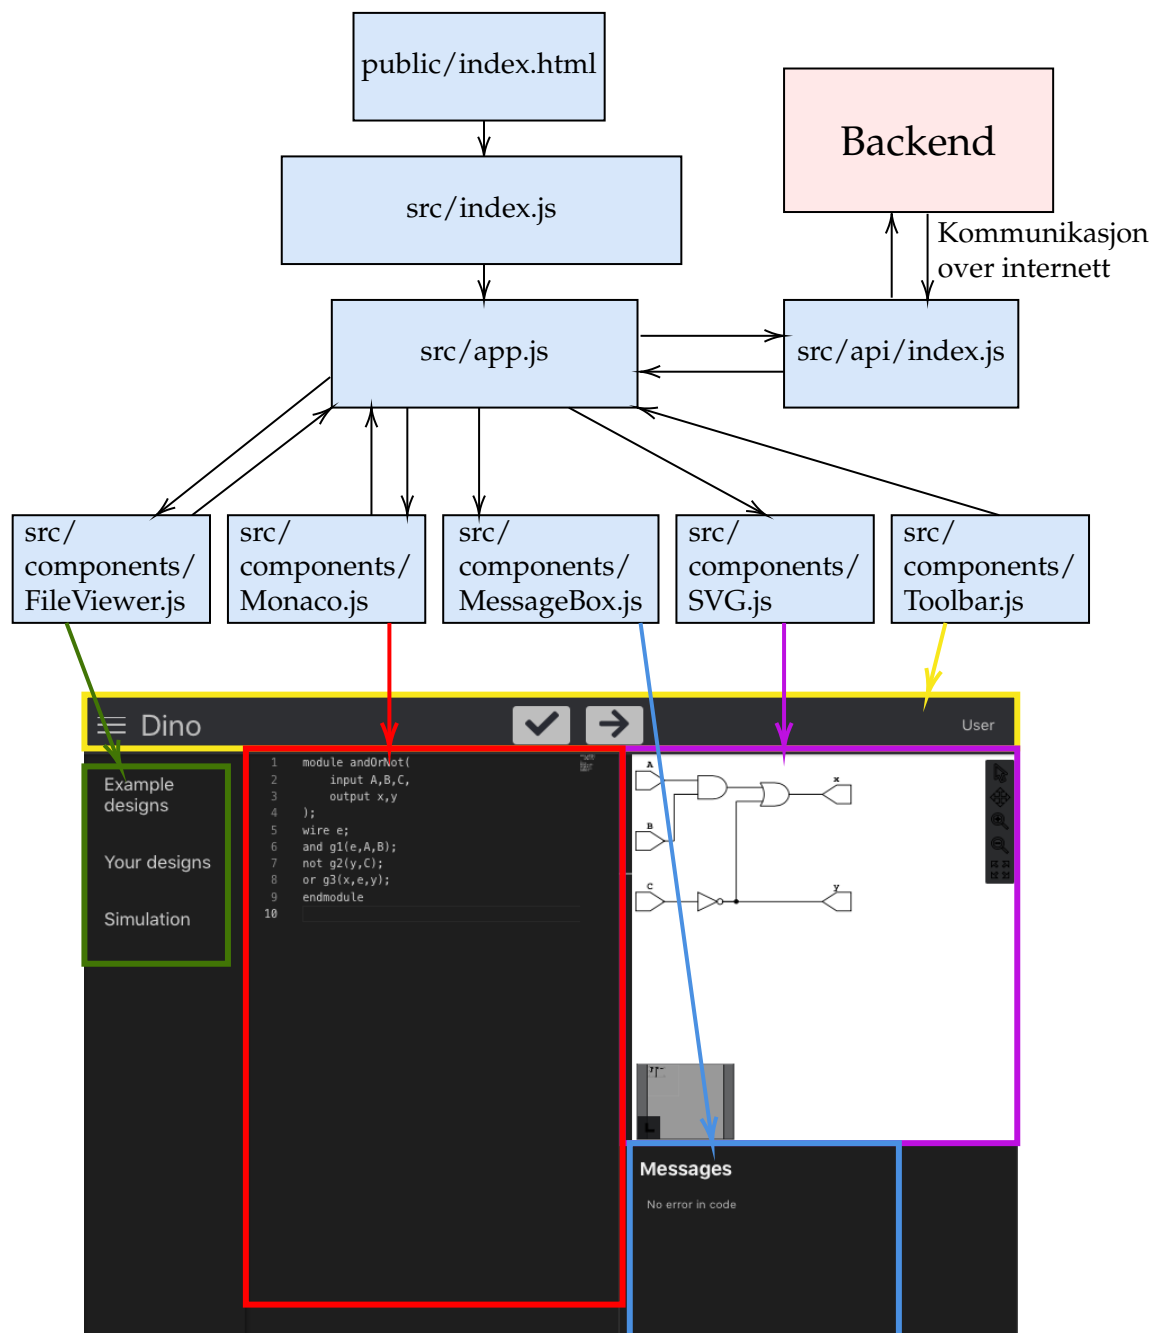 public/index.html
Backend
src/index.js
Kommunikasjon
over internett
src/app.js
src/api/index.js
src/
components/
FileViewer.js
src/
components/
Monaco.js
src/
components/
MessageBox.js
src/
components/
SVG.js
src/
components/
Toolbar.js
Dino
User
Example
designs
Your designs
Simulation
1 module andOrNot(
2 input A,B,C,
3 output x,y
4 );
5 wire e;
6 and g1(e,A,B);
7 not g2(y,C);
8 or g3(x,e,y);
9 endmodule
10
A
x
B
C
y
Messages
No error in code